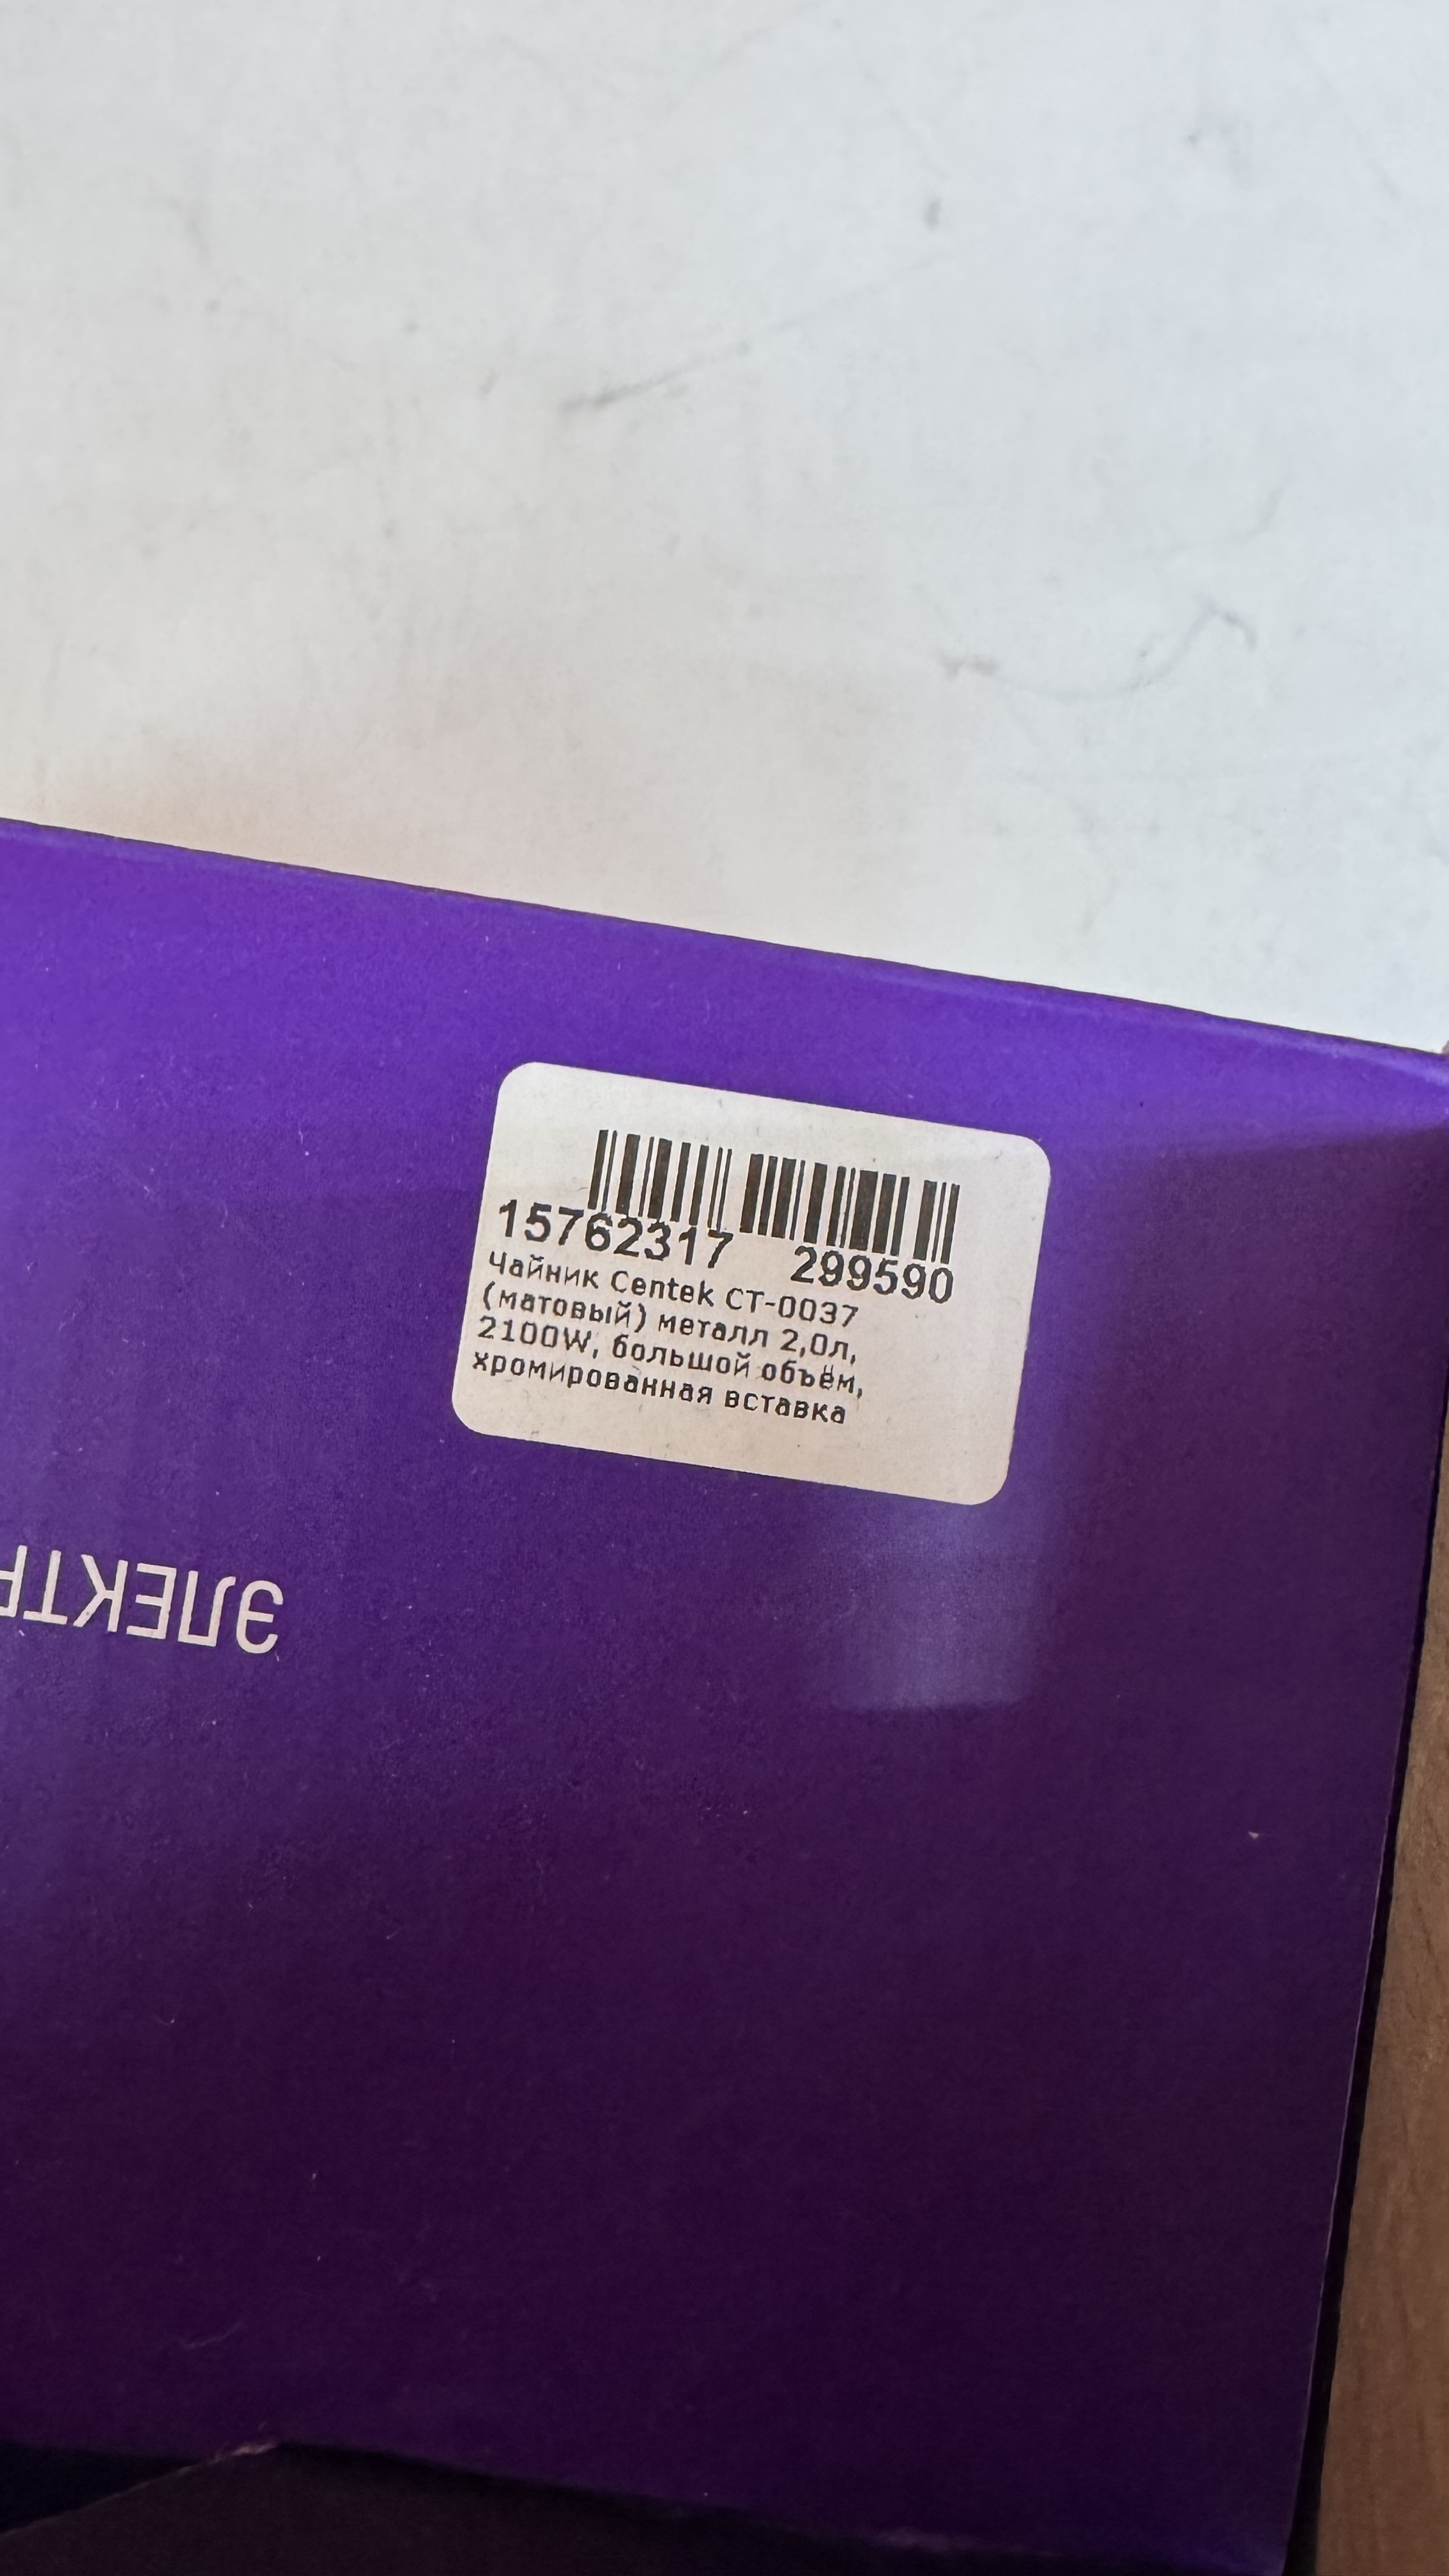 15762317 299590
Чайник Centek CT-0037
(матовый) металл 2,0л,
2100W, большой объём,
хромированная вставка